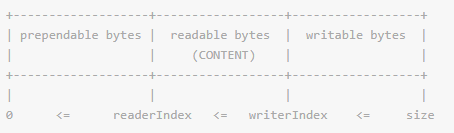 +-------------------+------------------+------------------+
| prependable bytes |  readable bytes  |  writable bytes  |
|                   |     (CONTENT)    |                  |
+-------------------+------------------+------------------+
|                   |                  |                  |
0      <=      readerIndex   <=   writerIndex    <=     size